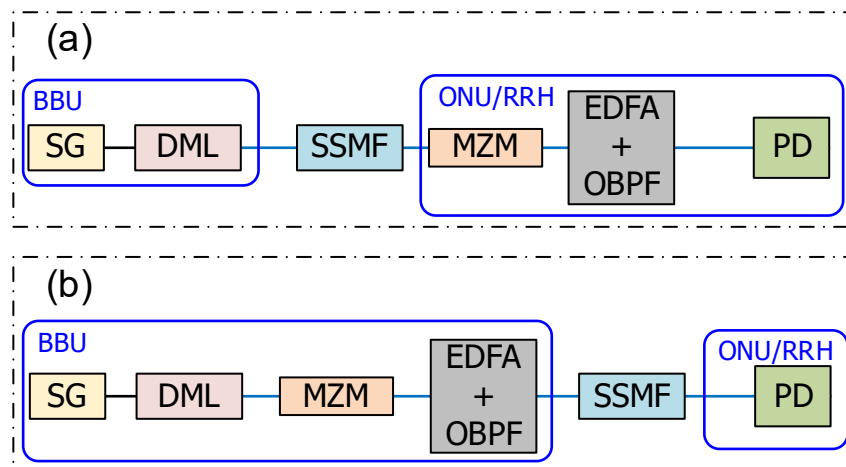 (a)
BBU
SG
DML
SSMF
ONU/RRH
MZM
EDFA
+
OBPF
PD
(b)
BBU
SG
DML
MZM
EDFA
+
OBPF
SSMF
ONU/RRH
PD